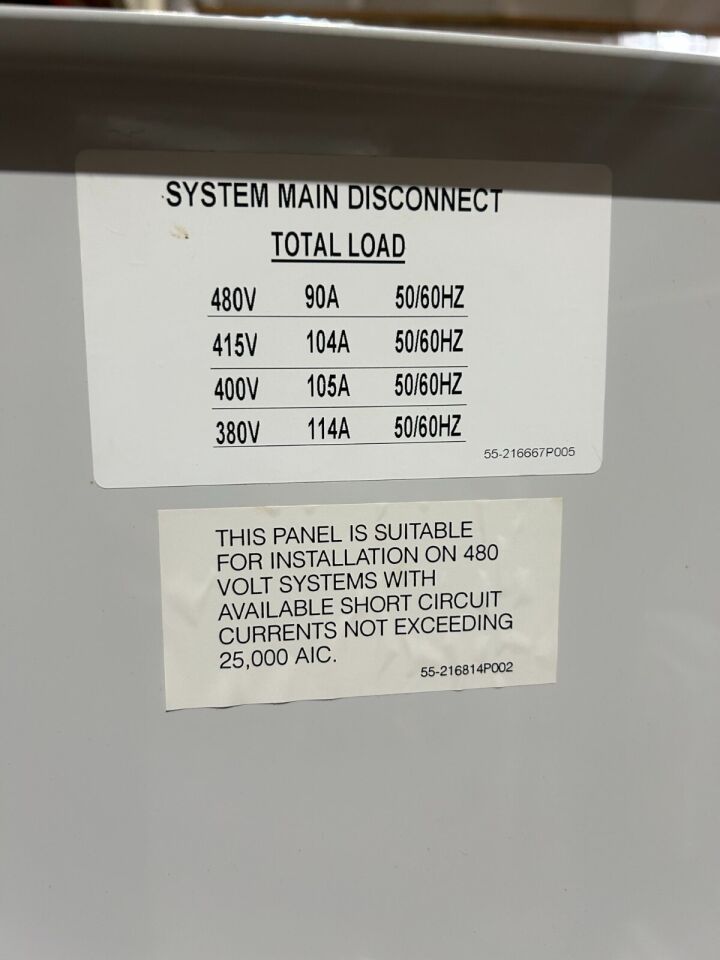 SYSTEM MAIN DISCONNECT
TOTAL LOAD
480V 90A 50/60HZ
415V 104A 50/60HZ
400V 105A 50/60HZ
380V 114A 50/60HZ
55-216667P005
THIS PANEL IS SUITABLE
FOR INSTALLATION ON 480
VOLT SYSTEMS WITH
AVAILABLE SHORT CIRCUIT
CURRENTS NOT EXCEEDING
25,000 AIC.
55-216814P002